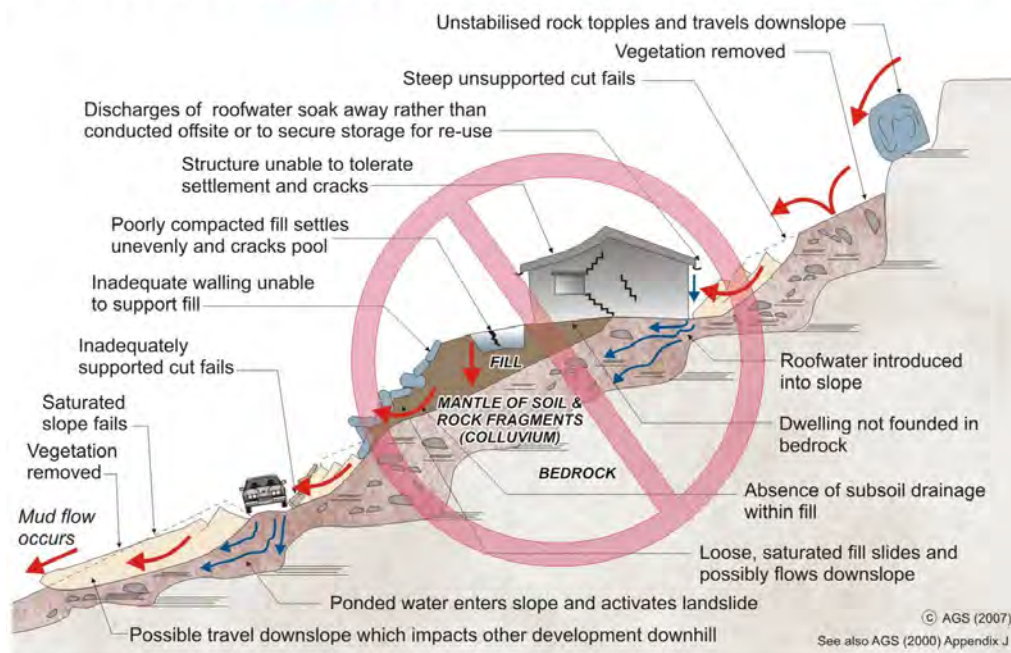 Unstabilised rock topples and travels downslope
Vegetation removed
Steep unsupported cut fails
Discharges of roofwater soak away rather than
conducted offsite or to secure storage for re-use
Structure unable to tolerate
settlement and cracks
Poorly compacted fill settles
unevenly and cracks pool
Inadequate walling unable
to support fill
Inadequately
supported cut fails
Saturated
slope fails
Vegetation
removed
Mud flow
occurs
FILL
MANTLE OF SOIL &
ROCK FRAGMENTS
(COLLUVIUM)
BEDROCK
Roofwater introduced
into slope
Dwelling not founded in
bedrock
Absence of subsoil drainage
within fill
Loose, saturated fill slides and
possibly flows downslope
Ponded water enters slope and activates landslide
Possible travel downslope which impacts other development downhill
© AGS (2007)
See also AGS (2000) Appendix J